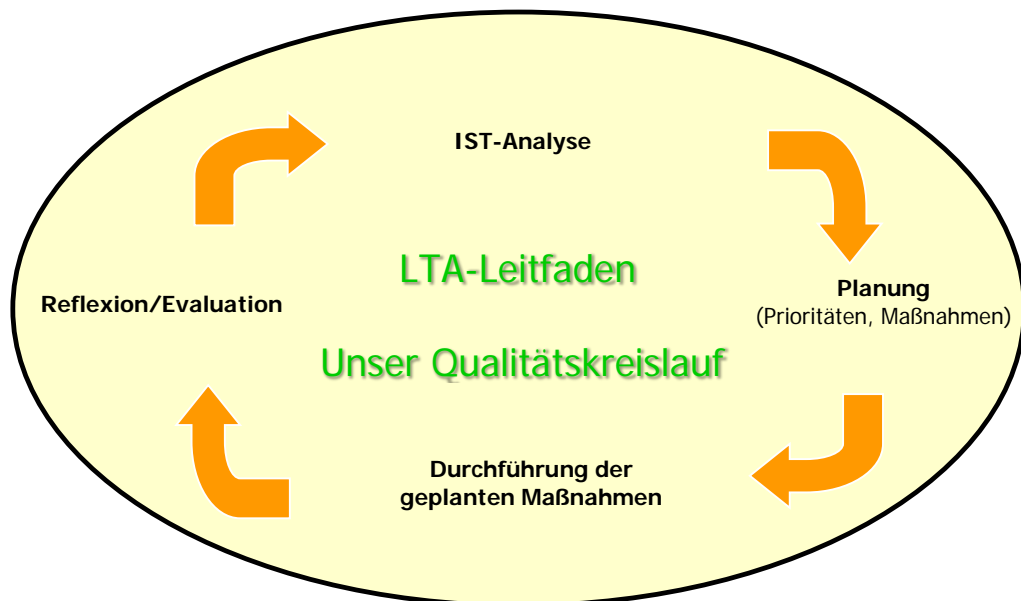 IST-Analyse
LTA-Leitfaden
Reflexion/Evaluation
Planung
(Prioritäten, Maßnahmen)
Unser Qualitätskreislauf
Durchführung der
geplanten Maßnahmen